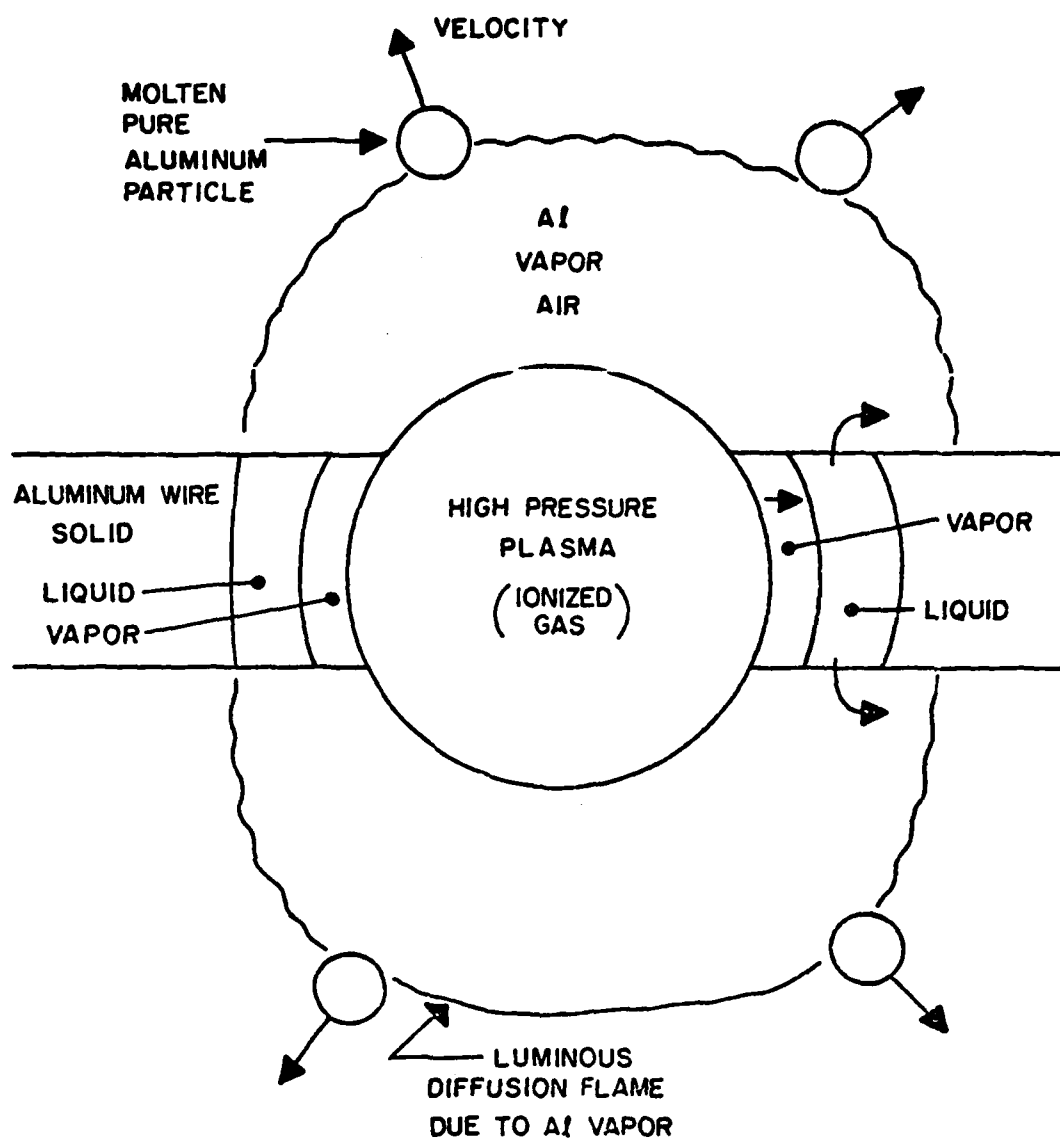 VELOCITY
MOLTEN
PURE
ALUMINUM
PARTICLE
Al
VAPOR
AIR
ALUMINUM WIRE
SOLID
LIQUID
VAPOR
HIGH PRESSURE
PLASMA
(IONIZED
GAS)
VAPOR
LIQUID
LUMINOUS
DIFFUSION FLAME
DUE TO Al VAPOR